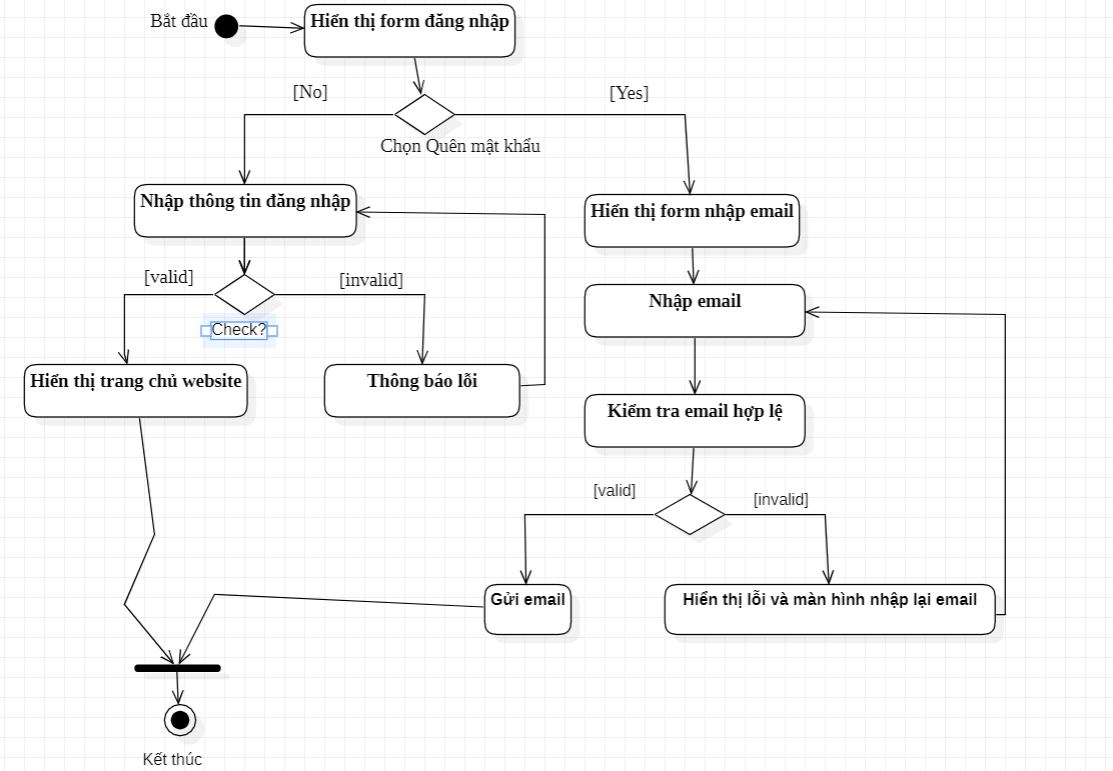 Bắt đầu
Hiển thị form đăng nhập
[No]
[Yes]
Chọn Quên mật khẩu
Nhập thông tin đăng nhập
Hiển thị form nhập email
[valid]
[invalid]
Nhập email
Check?
Hiển thị trang chủ website
Thông báo lỗi
Kiểm tra email hợp lệ
[valid]
[invalid]
Gửi email
Hiển thị lỗi và màn hình nhập lại email
Kết thúc